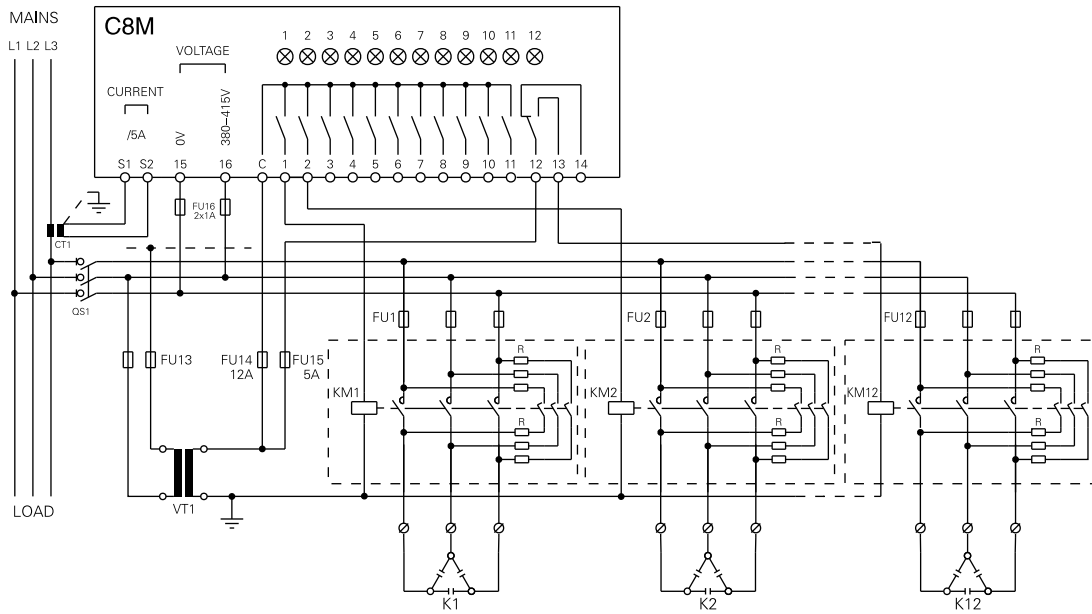 MAINS
L1 L2 L3
C8M
VOLTAGE
CURRENT
/5A
0V
380–415V
1 2 3 4 5 6 7 8 9 10 11 12
S1 S2 15 16 C 1 2 3 4 5 6 7 8 9 10 11 12 13 14
FU16
2x1A
CT1
QS1
FU13
FU14
12A
FU15
5A
FU1
FU2
FU12
R
R
R
KM1
KM2
KM12
R
R
R
VT1
LOAD
K1
K2
K12